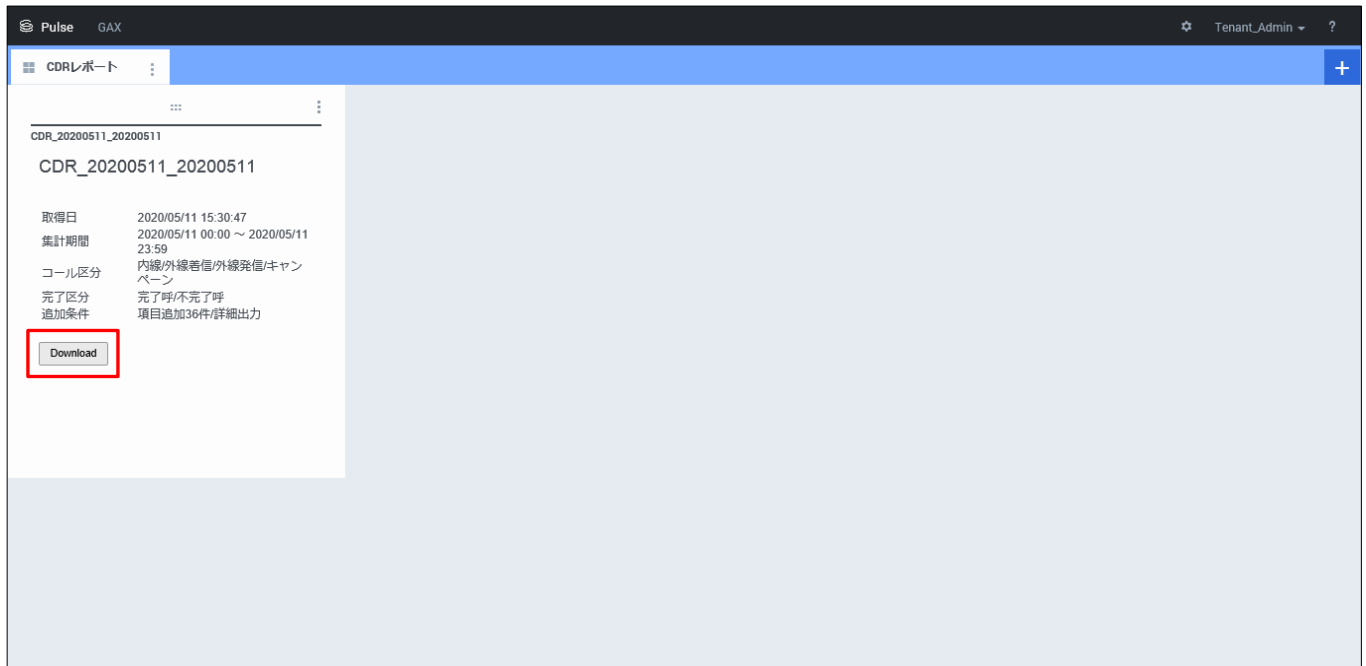 Pulse GAX Tenant_Admin ?
CDRレポート +
CDR_20200511_20200511
CDR_20200511_20200511
取得日 2020/05/11 15:30:47
集計期間 2020/05/11 00:00 ～ 2020/05/11
23:59
コール区分 内線/外線着信/外線発信/キャン
ペーン
完了区分 完了呼/不完了呼
追加条件 項目追加36件/詳細出力
Download